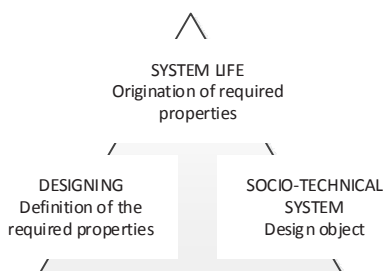 SYSTEM LIFE
Origination of required
properties
DESIGNING
Definition of the
required properties
SOCIO-TECHNICAL
SYSTEM
Design object